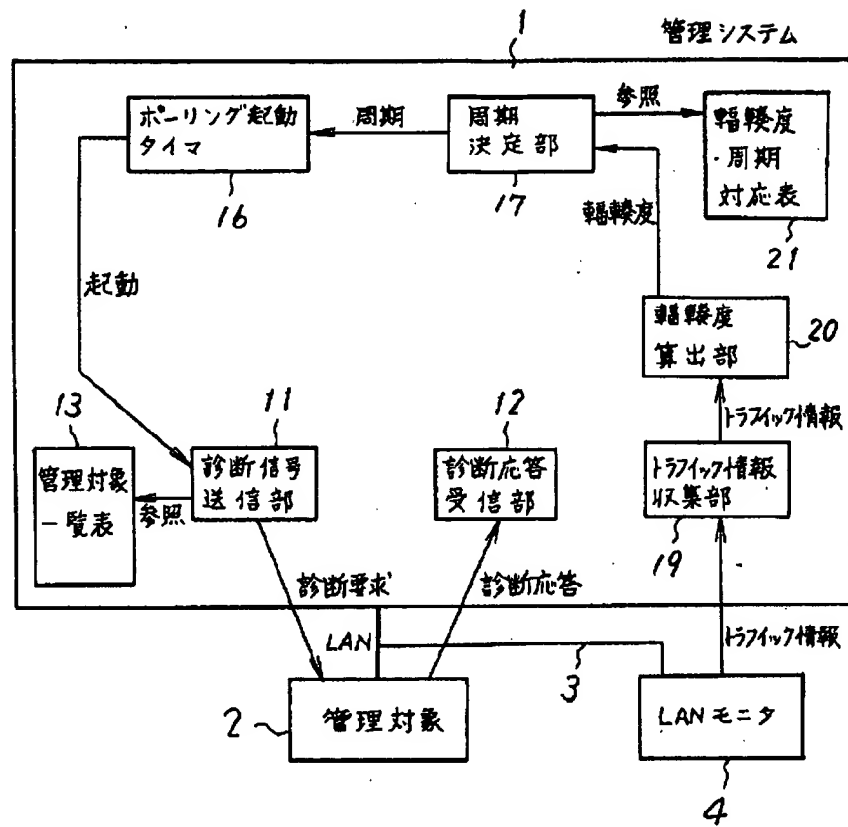 1
管理システム
ポーリング起動
タイマ
16
周期
周期
決定部
17
参照
輻輳度
・周期
対応表
21
輻輳度
起動
輻輳度
算出部
20
トラフィック情報
13
管理対象
一覧表
参照
11
診断信号
送信部
12
診断応答
受信部
トラフィック情報
収集部
19
診断要求
診断応答
トラフィック情報
LAN
3
2
管理対象
LANモニタ
4